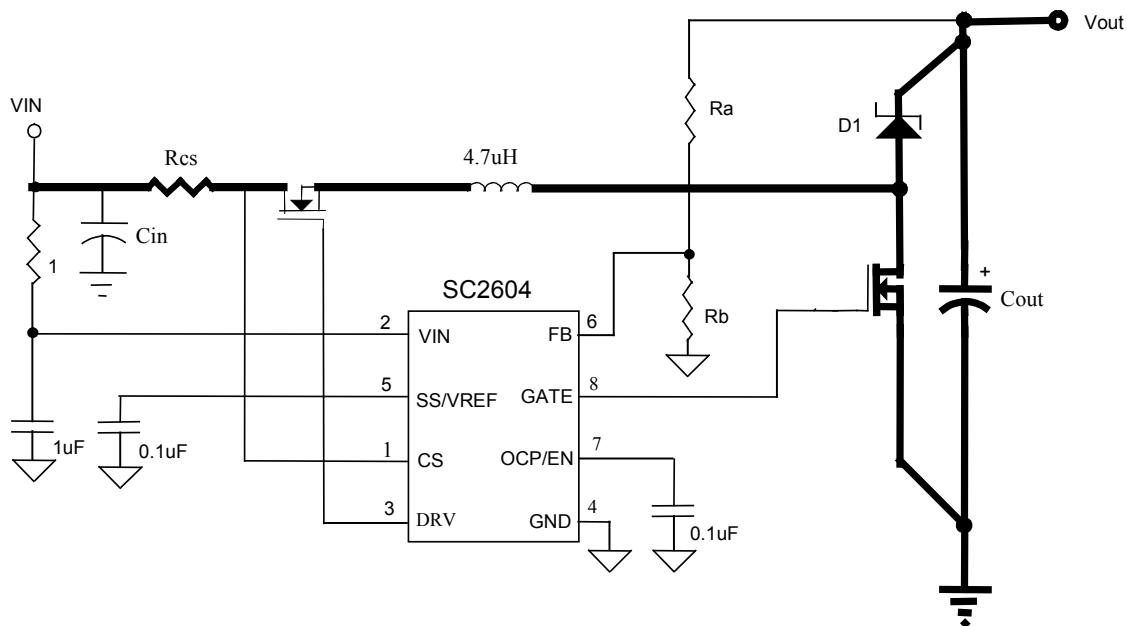 Vout
VIN
Ra
D1
Rcs
4.7uH
Cin
1
SC2604
+
Cout
2
VIN
FB
6
Rb
5
SS/VREF
GATE
8
1uF
0.1uF
1
CS
OCP/EN
7
3
DRV
GND
4
0.1uF